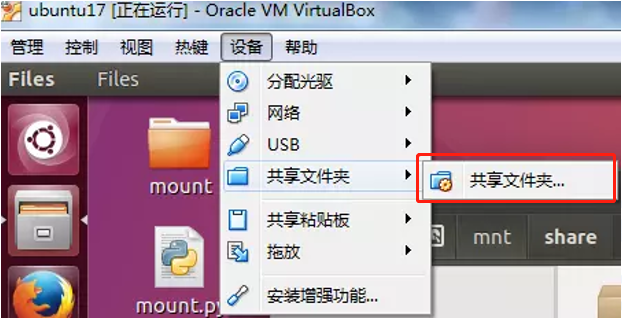 ubuntu17 [正在运行] - Oracle VM VirtualBox
管理 控制 视图 热键 设备 帮助
Files Files
分配光驱
网络
USB
共享文件夹
共享文件夹...
共享粘贴板
拖放
安装增强功能...
mount
mnt share
mount.py